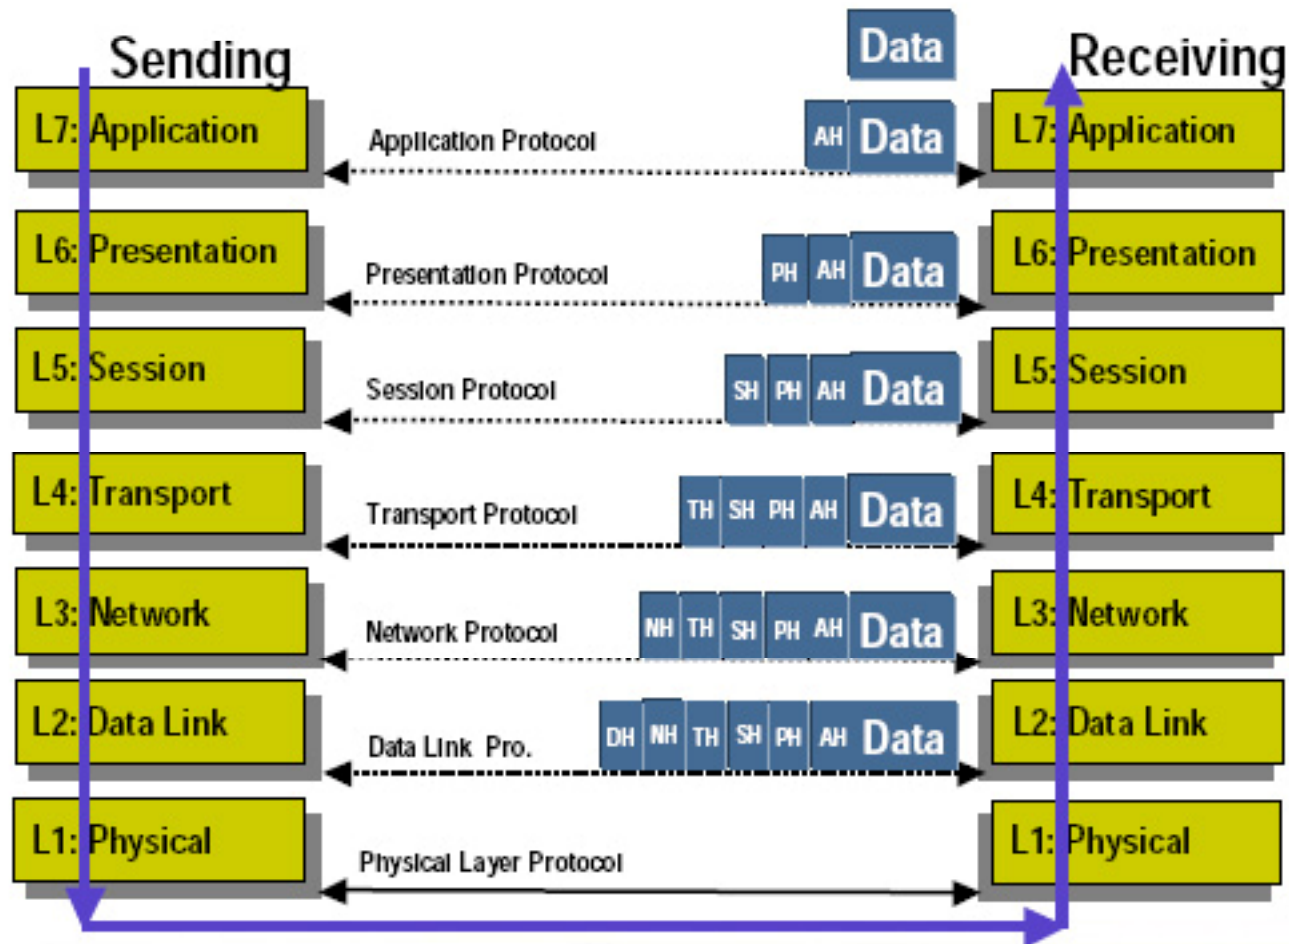 Sending
Data
Receiving
L7: Application
Application Protocol
AH Data
L7: Application
L6: Presentation
Presentation Protocol
PH AH Data
L6: Presentation
L5: Session
Session Protocol
SH PH AH Data
L5: Session
L4: Transport
Transport Protocol
TH SH PH AH Data
L4: Transport
L3: Network
Network Protocol
NH TH SH PH AH Data
L3: Network
L2: Data Link
Data Link Pro.
DH NH TH SH PH AH Data
L2: Data Link
L1: Physical
Physical Layer Protocol
L1: Physical